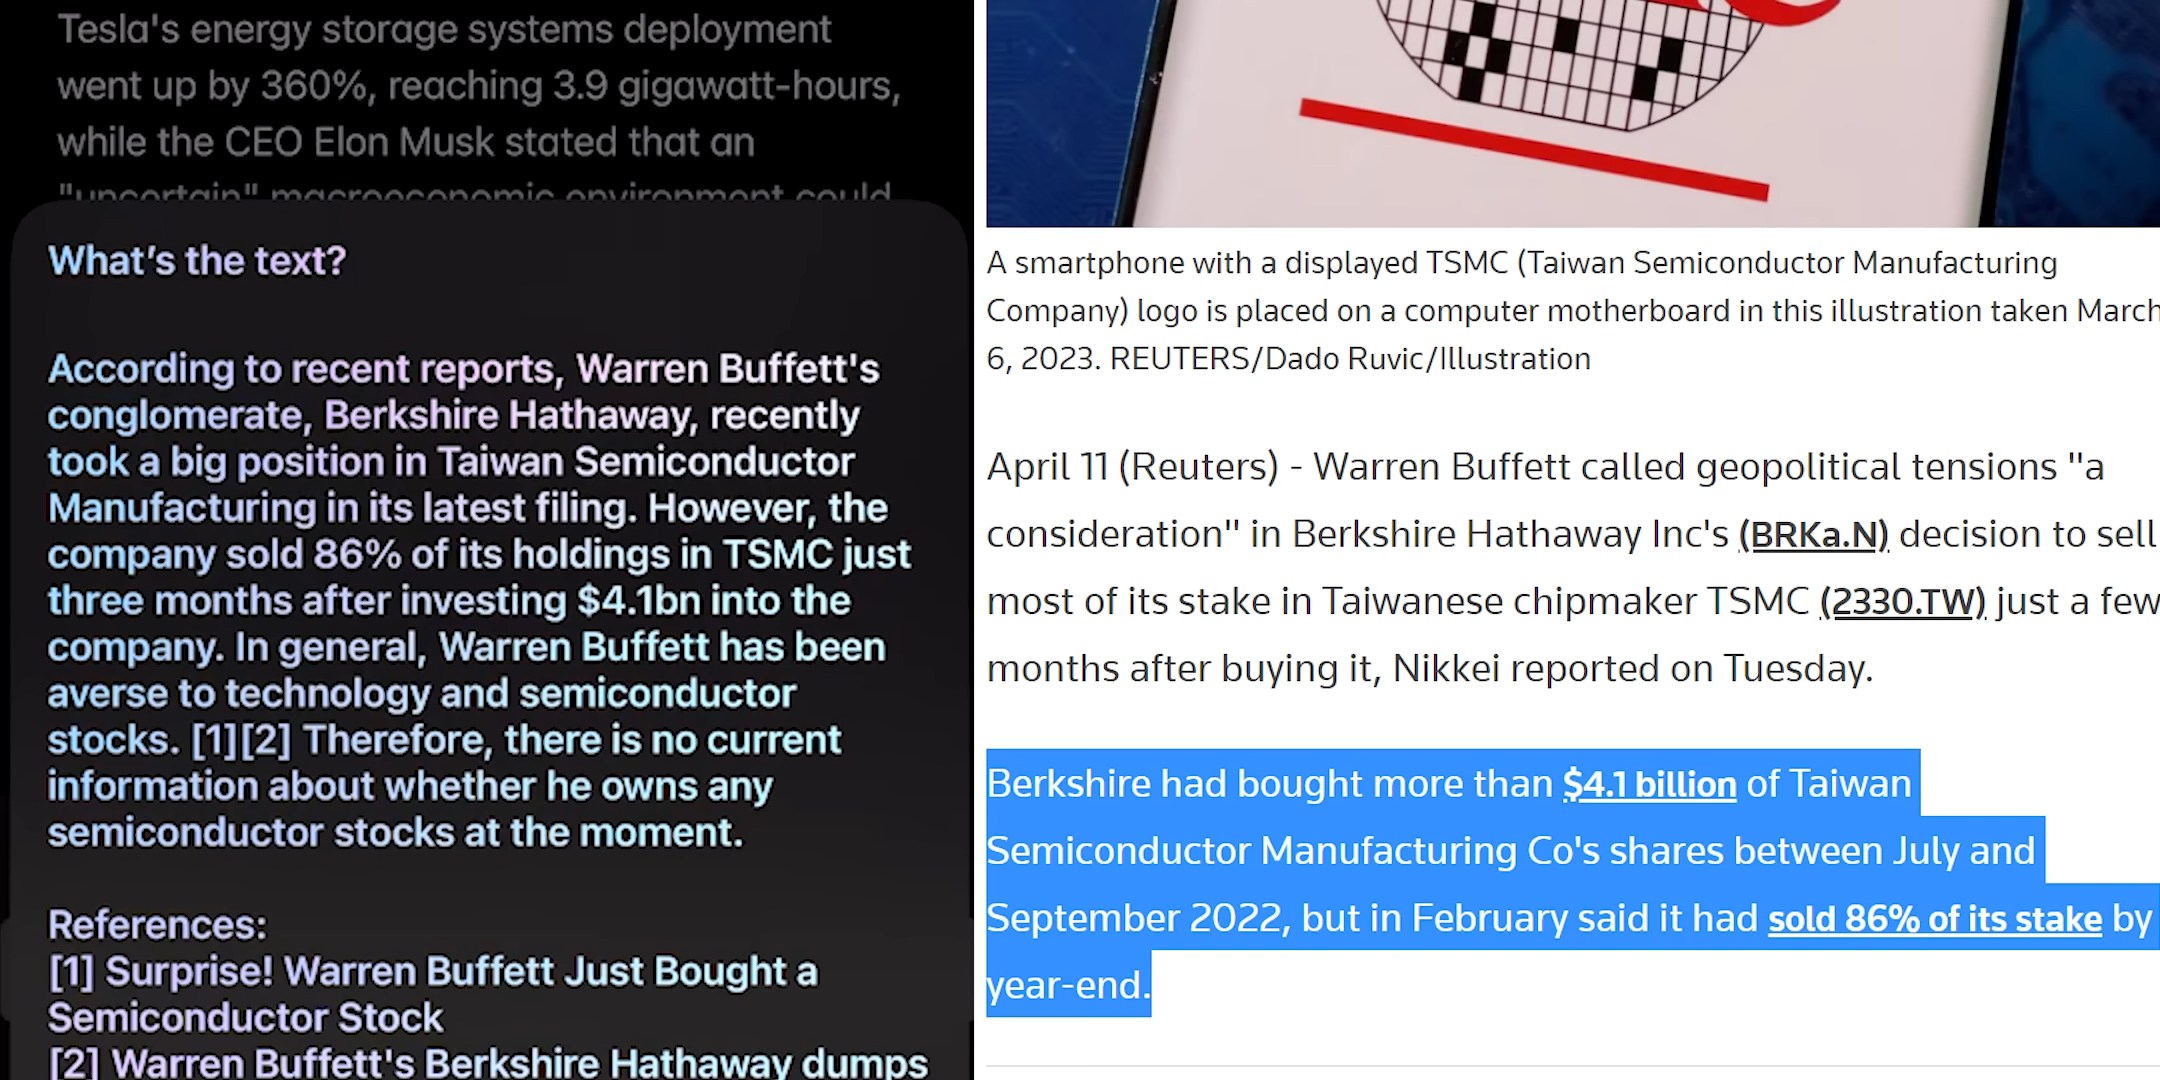 Tesla's energy storage systems deployment
went up by 360%, reaching 3.9 gigawatt-hours,
while the CEO Elon Musk stated that an
"uncertain" macroeconomic environment could
What's the text?
According to recent reports, Warren Buffett's
conglomerate, Berkshire Hathaway, recently
took a big position in Taiwan Semiconductor
Manufacturing in its latest filing. However, the
company sold 86% of its holdings in TSMC just
three months after investing $4.1bn into the
company. In general, Warren Buffett has been
averse to technology and semiconductor
stocks. [1][2] Therefore, there is no current
information about whether he owns any
semiconductor stocks at the moment.
References:
[1] Surprise! Warren Buffett Just Bought a
Semiconductor Stock
[2] Warren Buffett's Berkshire Hathaway dumps
A smartphone with a displayed TSMC (Taiwan Semiconductor Manufacturing
Company) logo is placed on a computer motherboard in this illustration taken March
6, 2023. REUTERS/Dado Ruvic/Illustration
April 11 (Reuters) - Warren Buffett called geopolitical tensions "a
consideration" in Berkshire Hathaway Inc's (BRKa.N) decision to sell
most of its stake in Taiwanese chipmaker TSMC (2330.TW) just a few
months after buying it, Nikkei reported on Tuesday.
Berkshire had bought more than $4.1 billion of Taiwan
Semiconductor Manufacturing Co's shares between July and
September 2022, but in February said it had sold 86% of its stake by
year-end.